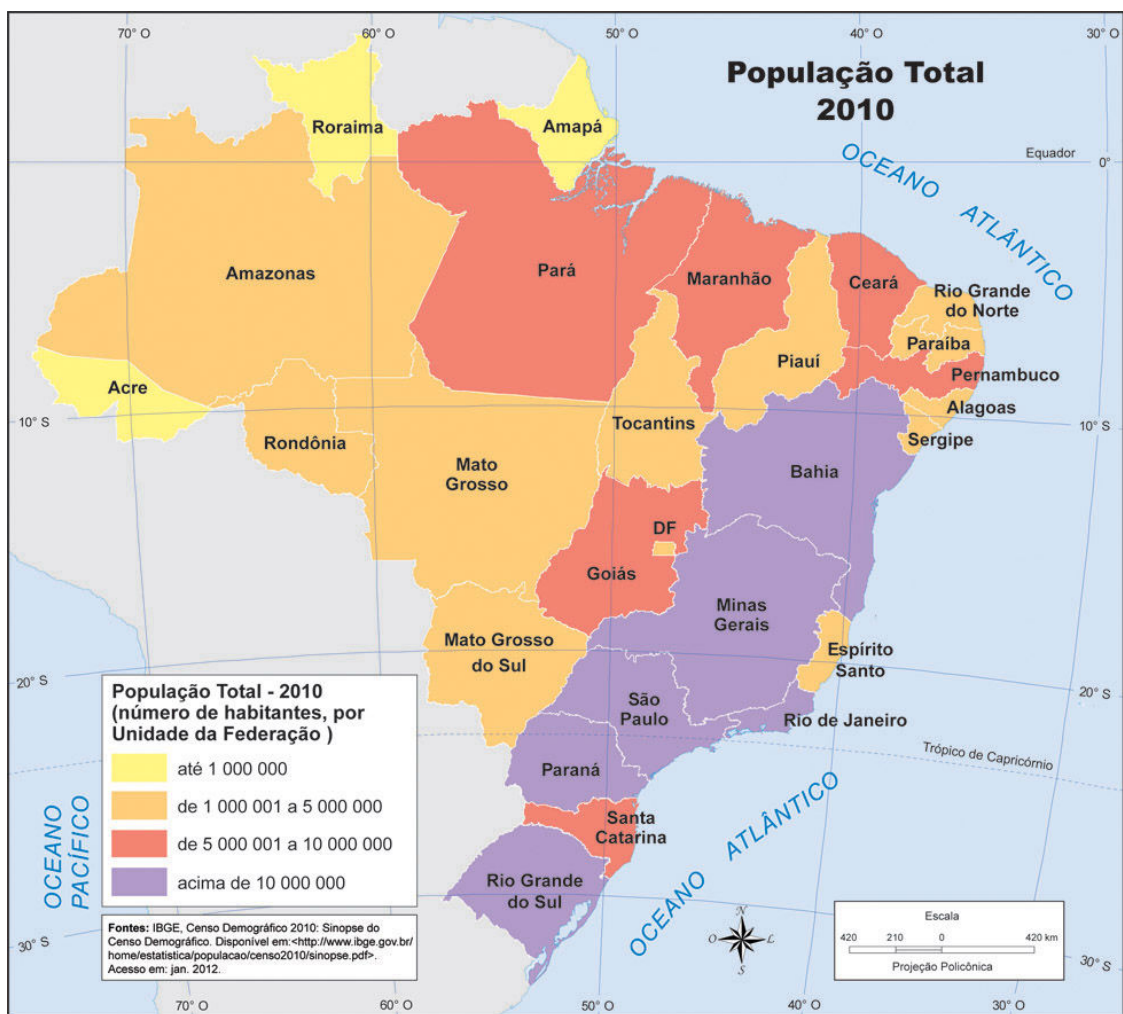 70° O
60° O
50° O
40° O
30° O
População Total
2010
Roraima
Amapá
Equador
0°
OCEANO ATLÂNTICO
Amazonas
Pará
Maranhão
Ceará
Rio Grande
do Norte
Paraíba
Piauí
Pernambuco
Acre
Alagoas
10° S
10° S
Tocantins
Sergipe
Rondônia
Mato
Grosso
Bahia
DF
Goiás
Minas
Gerais
Mato Grosso
do Sul
Espírito
Santo
20° S
20° S
São
Paulo
Rio de Janeiro
Trópico de Capricórnio
Paraná
Santa
Catarina
OCEANO ATLÂNTICO
Rio Grande
do Sul
OCEANO
PACÍFICO
População Total - 2010
(número de habitantes, por
Unidade da Federação )
até 1 000 000
de 1 000 001 a 5 000 000
de 5 000 001 a 10 000 000
acima de 10 000 000
Fontes: IBGE, Censo Demográfico 2010: Sinopse do
Censo Demográfico. Disponível em:<http://www.ibge.gov.br/
home/estatistica/populacao/censo2010/sinopse.pdf>.
Acesso em: jan. 2012.
N
O
L
S
Escala
420
210
0
420 km
Projeção Policônica
30° S
30° S
70° O
60° O
50° O
40° O
30° O